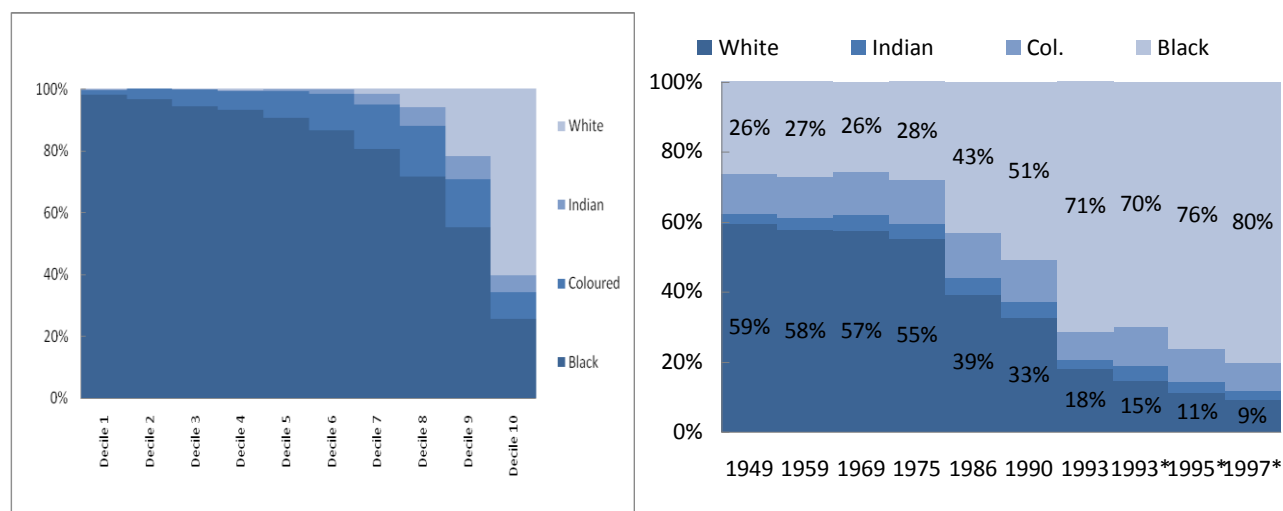 100%
80%
60%
40%
20%
0%
White
Indian
Coloured
Black
Decile 1
Decile 2
Decile 3
Decile 4
Decile 5
Decile 6
Decile 7
Decile 8
Decile 9
Decile 10
White Indian Col. Black
100%
80%
60%
40%
20%
0%
26% 27% 26% 28% 43% 51% 71% 70% 76% 80%
59% 58% 57% 55% 39% 33% 18% 15% 11% 9%
1949 1959 1969 1975 1986 1990 1993 1993* 1995* 1997*